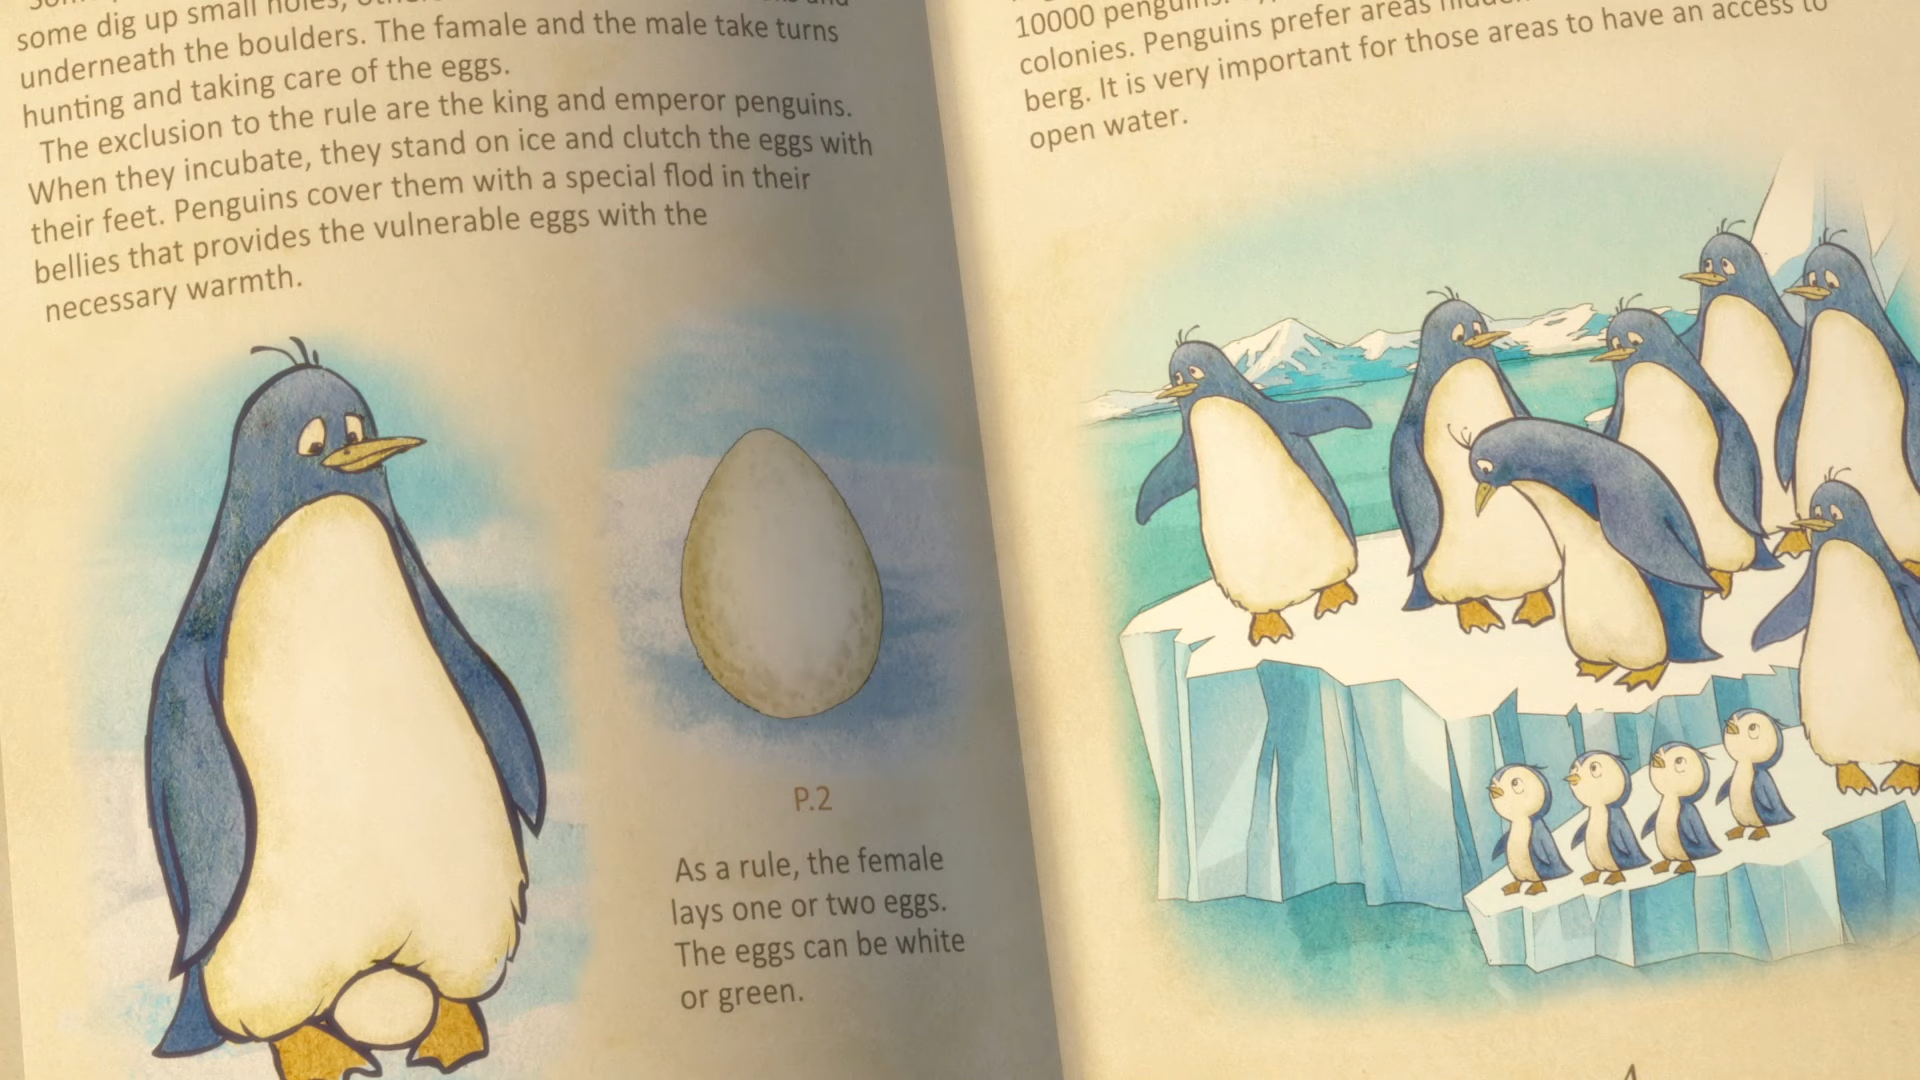 some dig up small holes,
underneath the boulders. The famale and the male take turns
hunting and taking care of the eggs.
The exclusion to the rule are the king and emperor penguins.
When they incubate, they stand on ice and clutch the eggs with
their feet. Penguins cover them with a special flod in their
bellies that provides the vulnerable eggs with the
necessary warmth.
P.2
As a rule, the female
lays one or two eggs.
The eggs can be white
or green.
10000 penguins.
colonies. Penguins prefer areas
berg. It is very important for those areas to have an access to
open water.